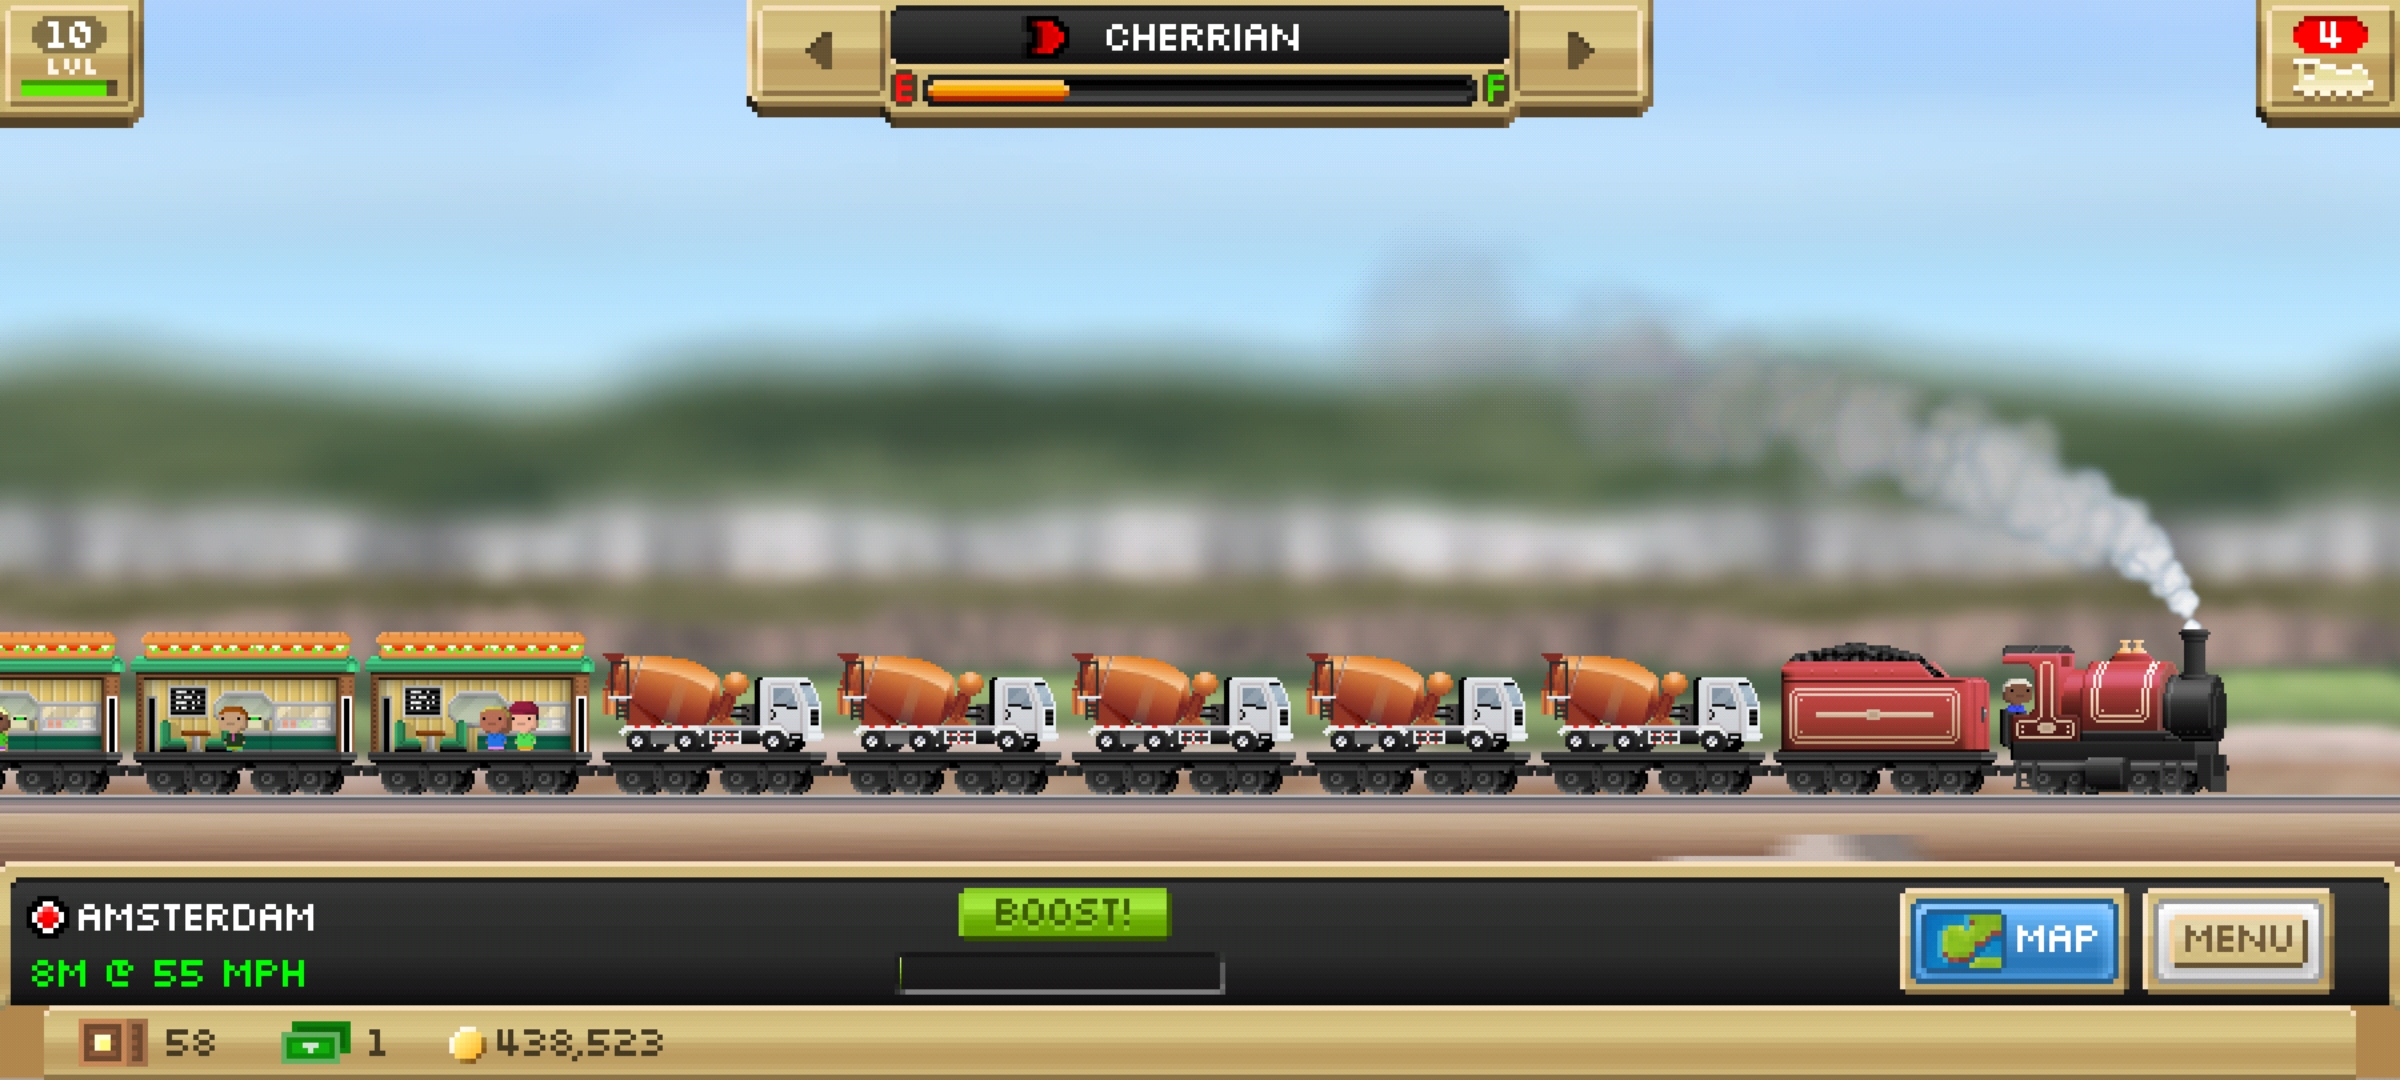 10
LVL
CHERRIAN
E F
4
AMSTERDAM
8M @ 55 MPH
BOOST!
MAP
MENU
58
1
438,523